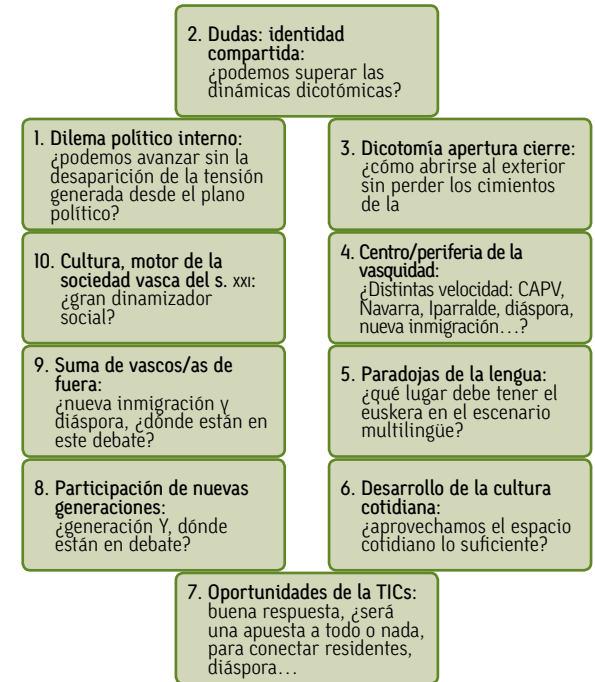 2. Dudas: identidad
compartida:
¿podemos superar las
dinámicas dicotómicas?
1. Dilema político interno:
¿podemos avanzar sin la
desaparición de la tensión
generada desde el plano
político?
3. Dicotomía apertura cierre:
¿cómo abrirse al exterior
sin perder los cimientos
de la
10. Cultura, motor de la
sociedad vasca del s. XXI:
¿gran dinamizador
social?
4. Centro/periferia de la
vasquidad:
¿Distintas velocidad: CAPV,
Navarra, Iparralde, diáspora,
nueva inmigración…?
9. Suma de vascos/as de
fuera:
¿nueva inmigración y
diáspora, ¿dónde están en
este debate?
5. Paradojas de la lengua:
¿qué lugar debe tener el
euskera en el escenario
multilingüe?
8. Participación de nuevas
generaciones:
¿generación Y, dónde
están en debate?
6. Desarrollo de la cultura
cotidiana:
¿aprovechamos el espacio
cotidiano lo suficiente?
7. Oportunidades de la TICs:
buena respuesta, ¿será
una apuesta a todo o nada,
para conectar residentes,
diáspora…